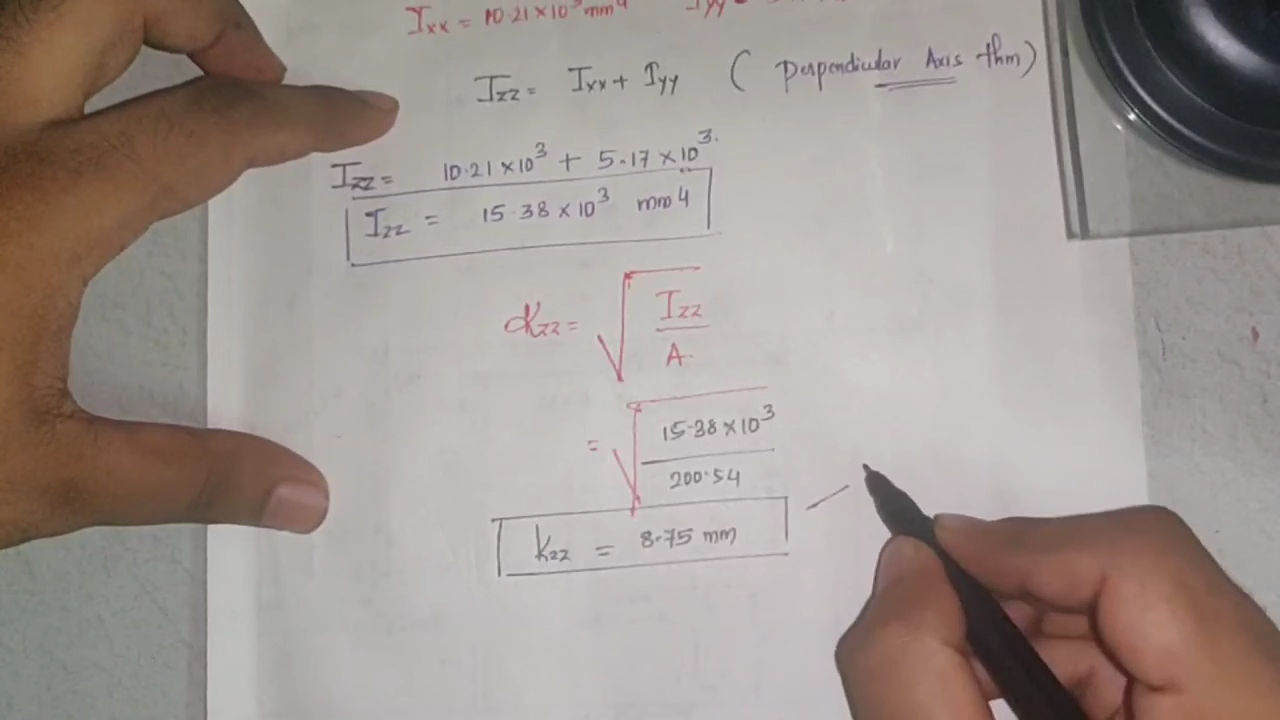 Ixx = 10.21 × 10³ mm⁴ Iyy =
Izz = Ixx + Iyy ( Perpendicular Axis thm)
Izz = 10.21 × 10³ + 5.17 × 10³.
Izz = 15.38 × 10³ mm⁴
Kzz = √(Izz / A.)
= √(15.38 × 10³ / 200.54)
Kzz = 8.75 mm